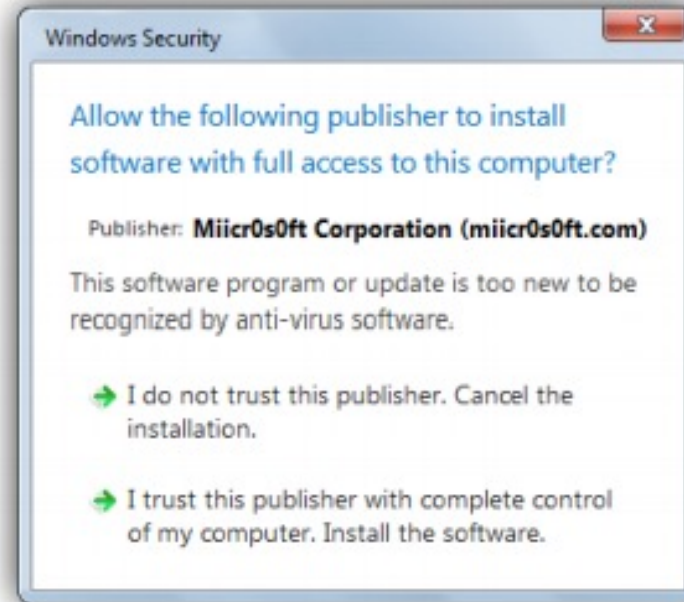 Windows Security
Allow the following publisher to install
software with full access to this computer?
Publisher: Miicr0s0ft Corporation (miicr0s0ft.com)
This software program or update is too new to be
recognized by anti-virus software.
I do not trust this publisher. Cancel the
installation.
I trust this publisher with complete control
of my computer. Install the software.